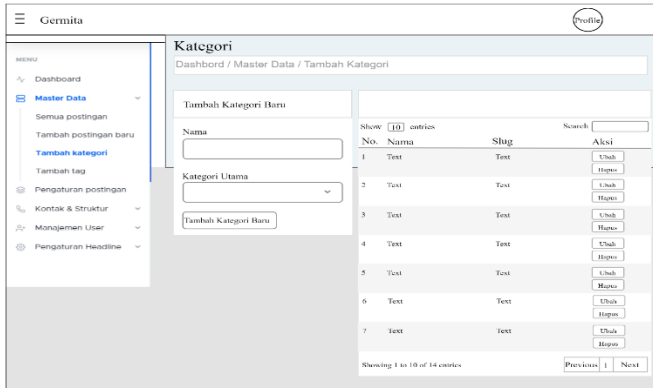 Germita
Profile
MENU
Dashboard
Master Data
Semua postingan
Tambah postingan baru
Tambah kategori
Tambah tag
Pengaturan postingan
Kontak & Struktur
Manajemen User
Pengaturan Headline
Kategori
Dashbord / Master Data / Tambah Kategori
Tambah Kategori Baru
Nama
Kategori Utama
Tambah Kategori Baru
Show 10 entries Search
No. Nama Slug Aksi
1 Text Text Ubah
Hapus
2 Text Text Ubah
Hapus
3 Text Text Ubah
Hapus
4 Text Text Ubah
Hapus
5 Text Text Ubah
Hapus
6 Text Text Ubah
Hapus
7 Text Text Ubah
Hapus
Showing 1 to 10 of 14 entries Previous 1 Next